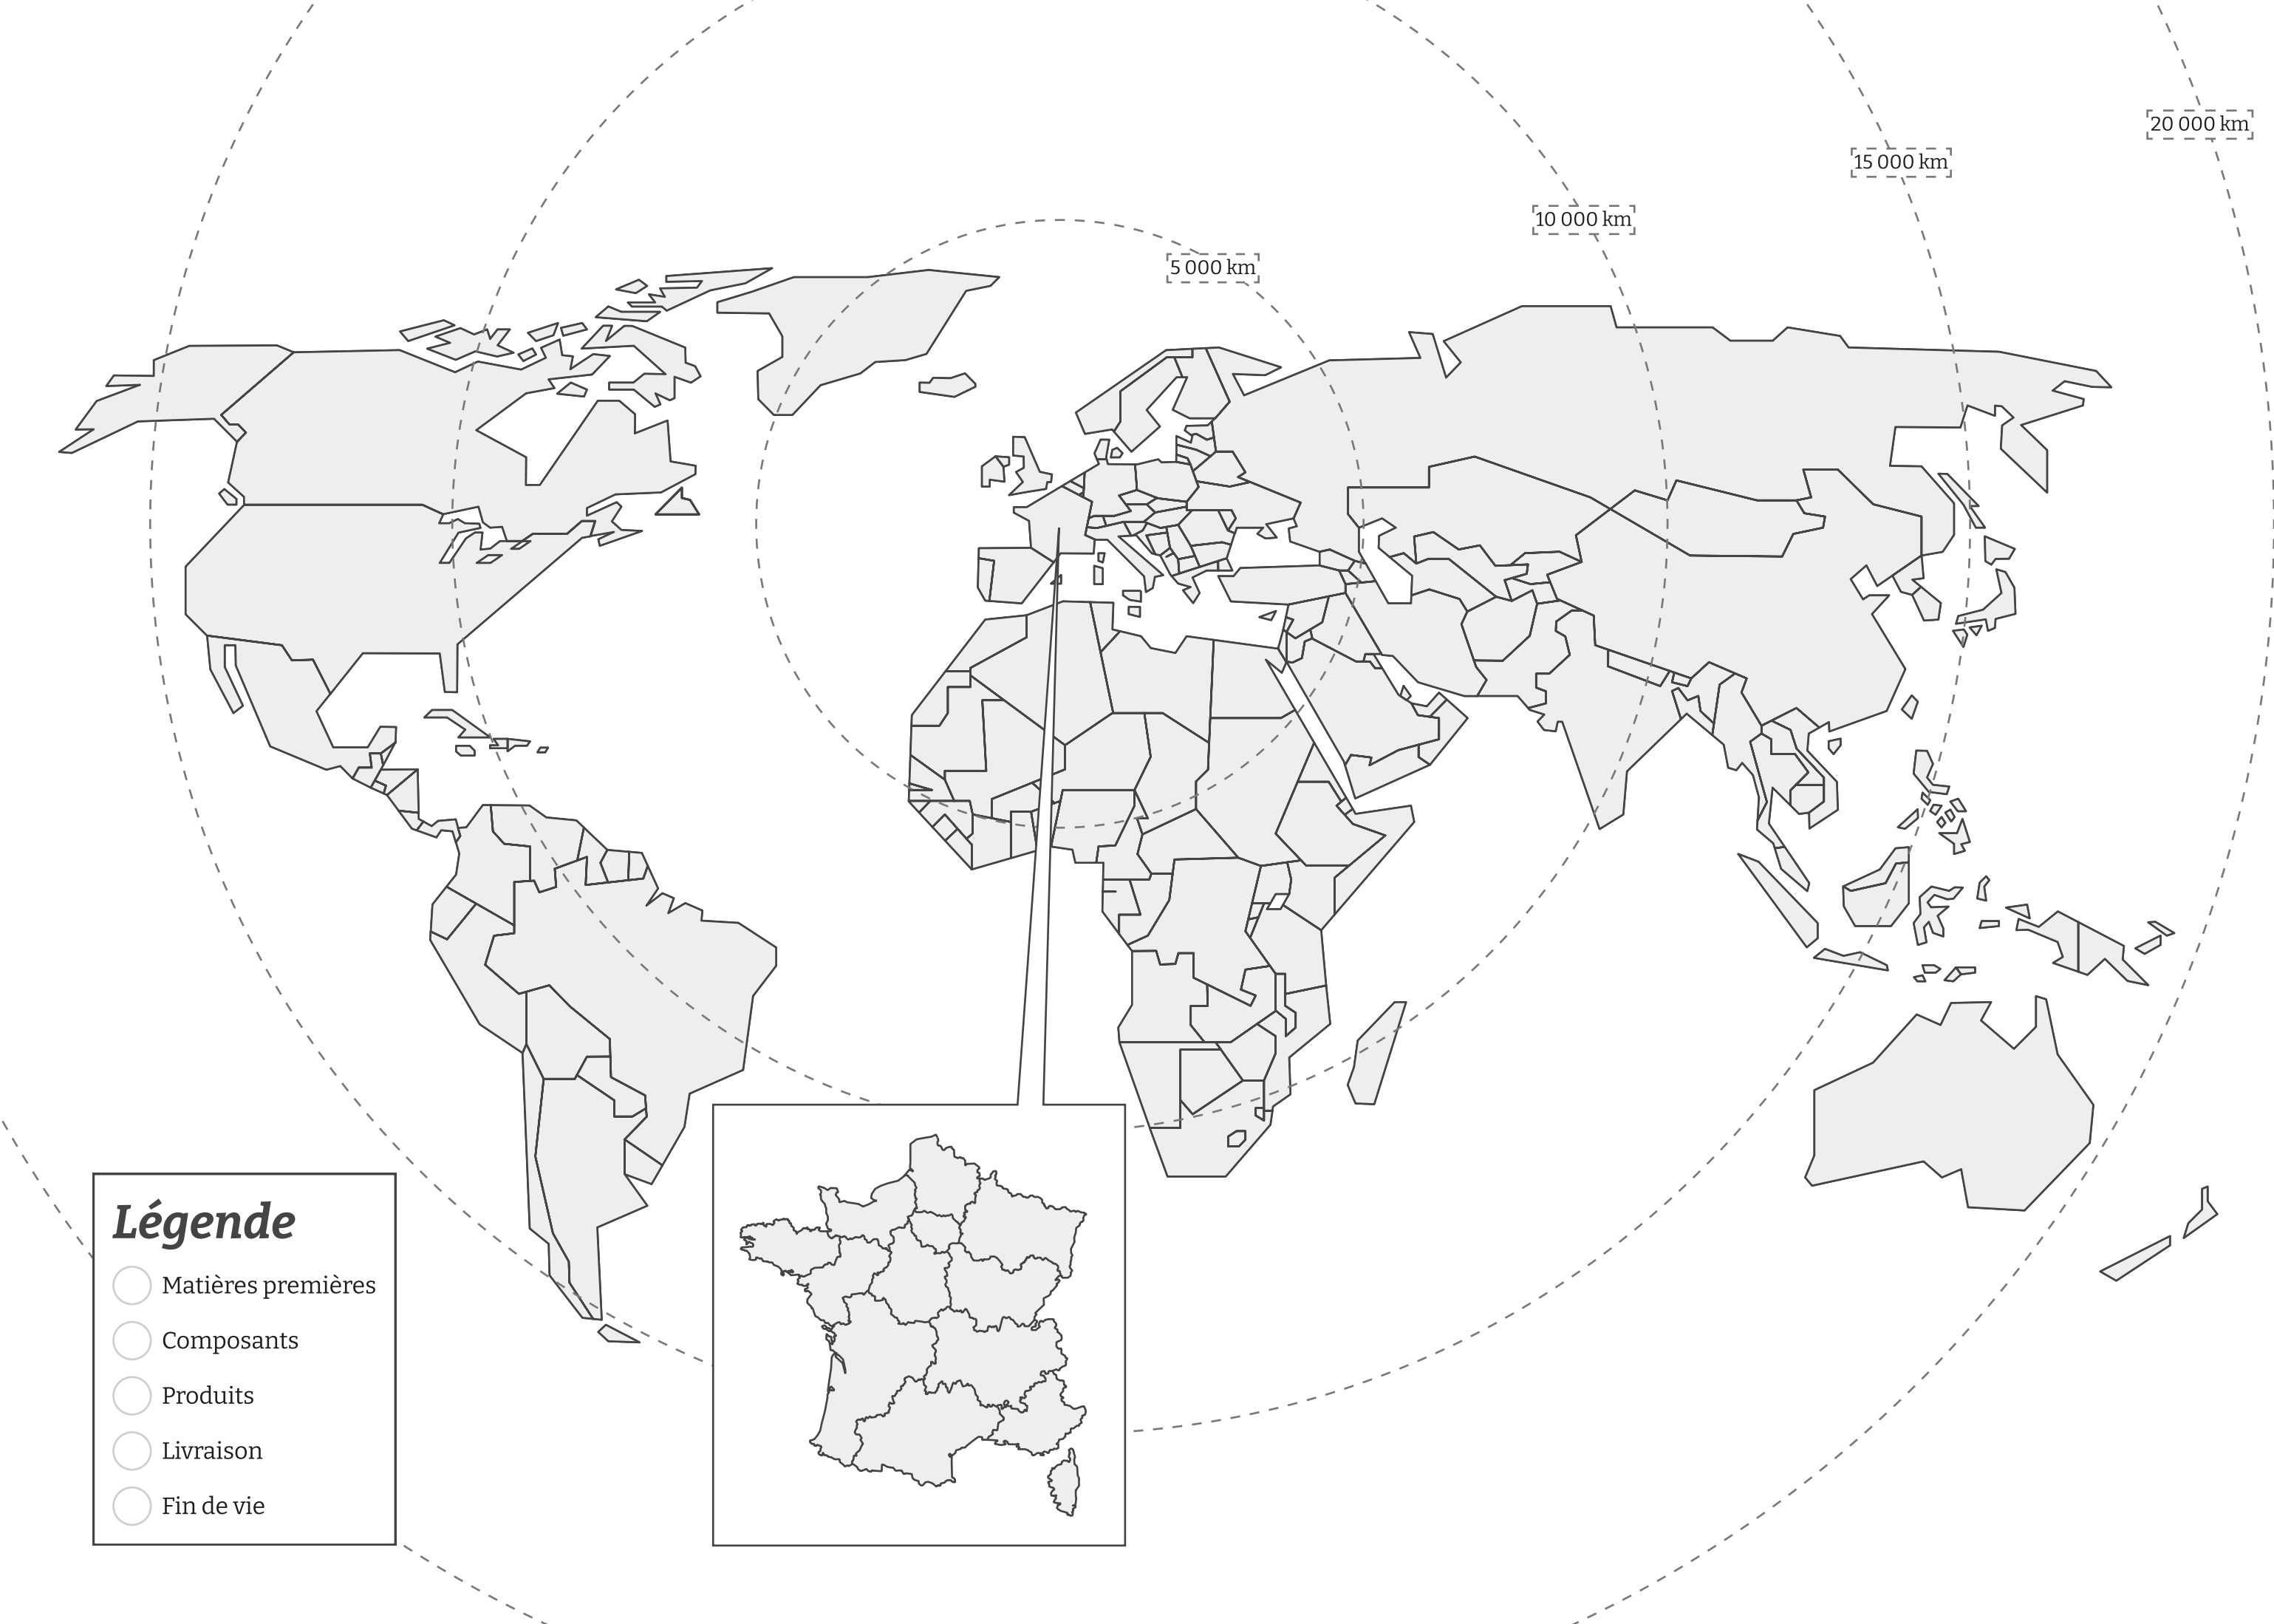 20 000 km
15 000 km
10 000 km
5 000 km
Légende
Matières premières
Composants
Produits
Livraison
Fin de vie